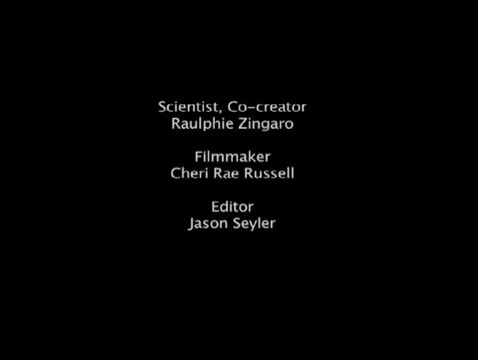 Scientist, Co-creator
Raulphie Zingaro
Filmmaker
Cheri Rae Russell
Editor
Jason Seyler